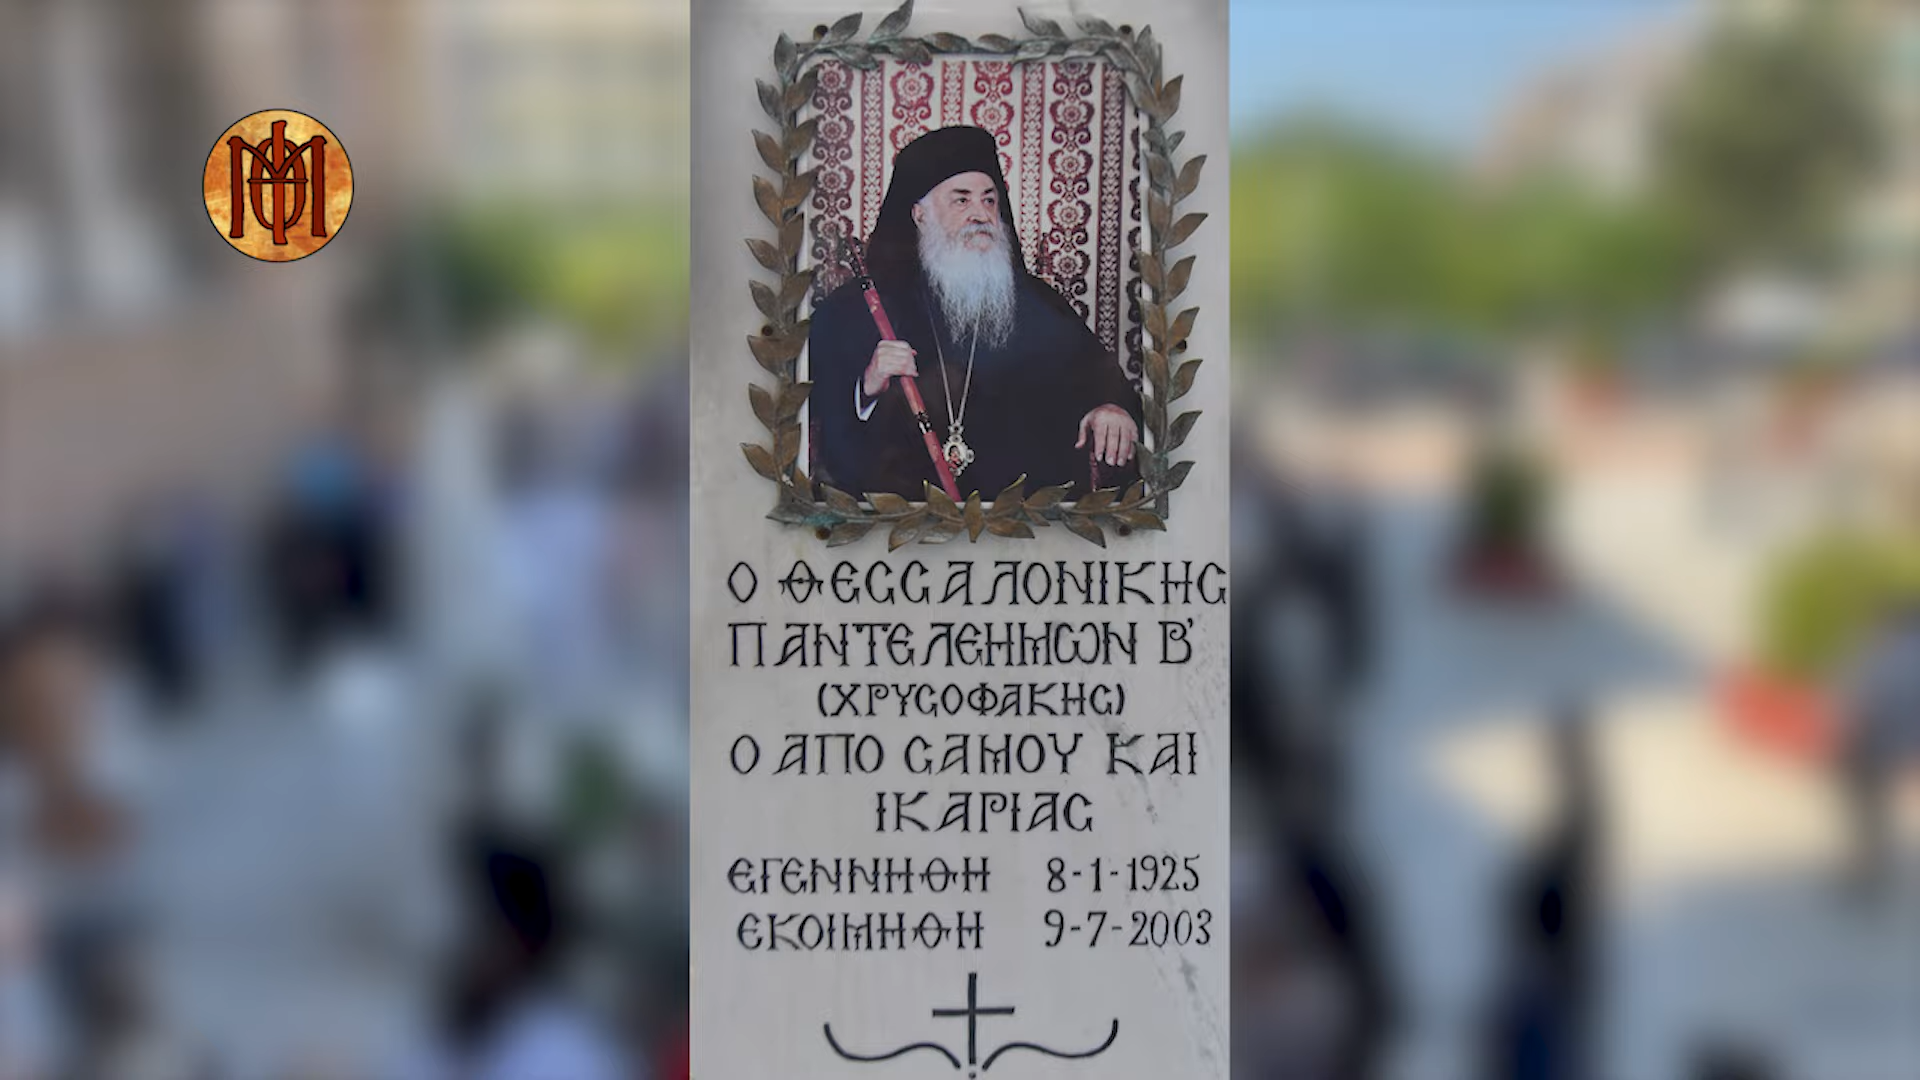 Ο ΘΕΣΣΑΛΟΝΙΚΗΣ
ΠΑΝΤΕΛΕΗΜΩΝ Β'
(ΧΡΥΣΟΦΑΚΗΣ)
Ο ΑΠΟ ΣΑΜΟΥ ΚΑΙ
ΙΚΑΡΙΑΣ
ΕΓΕΝΝΗΘΗ 8-1-1925
ΕΚΟΙΜΗΘΗ 9-7-2003